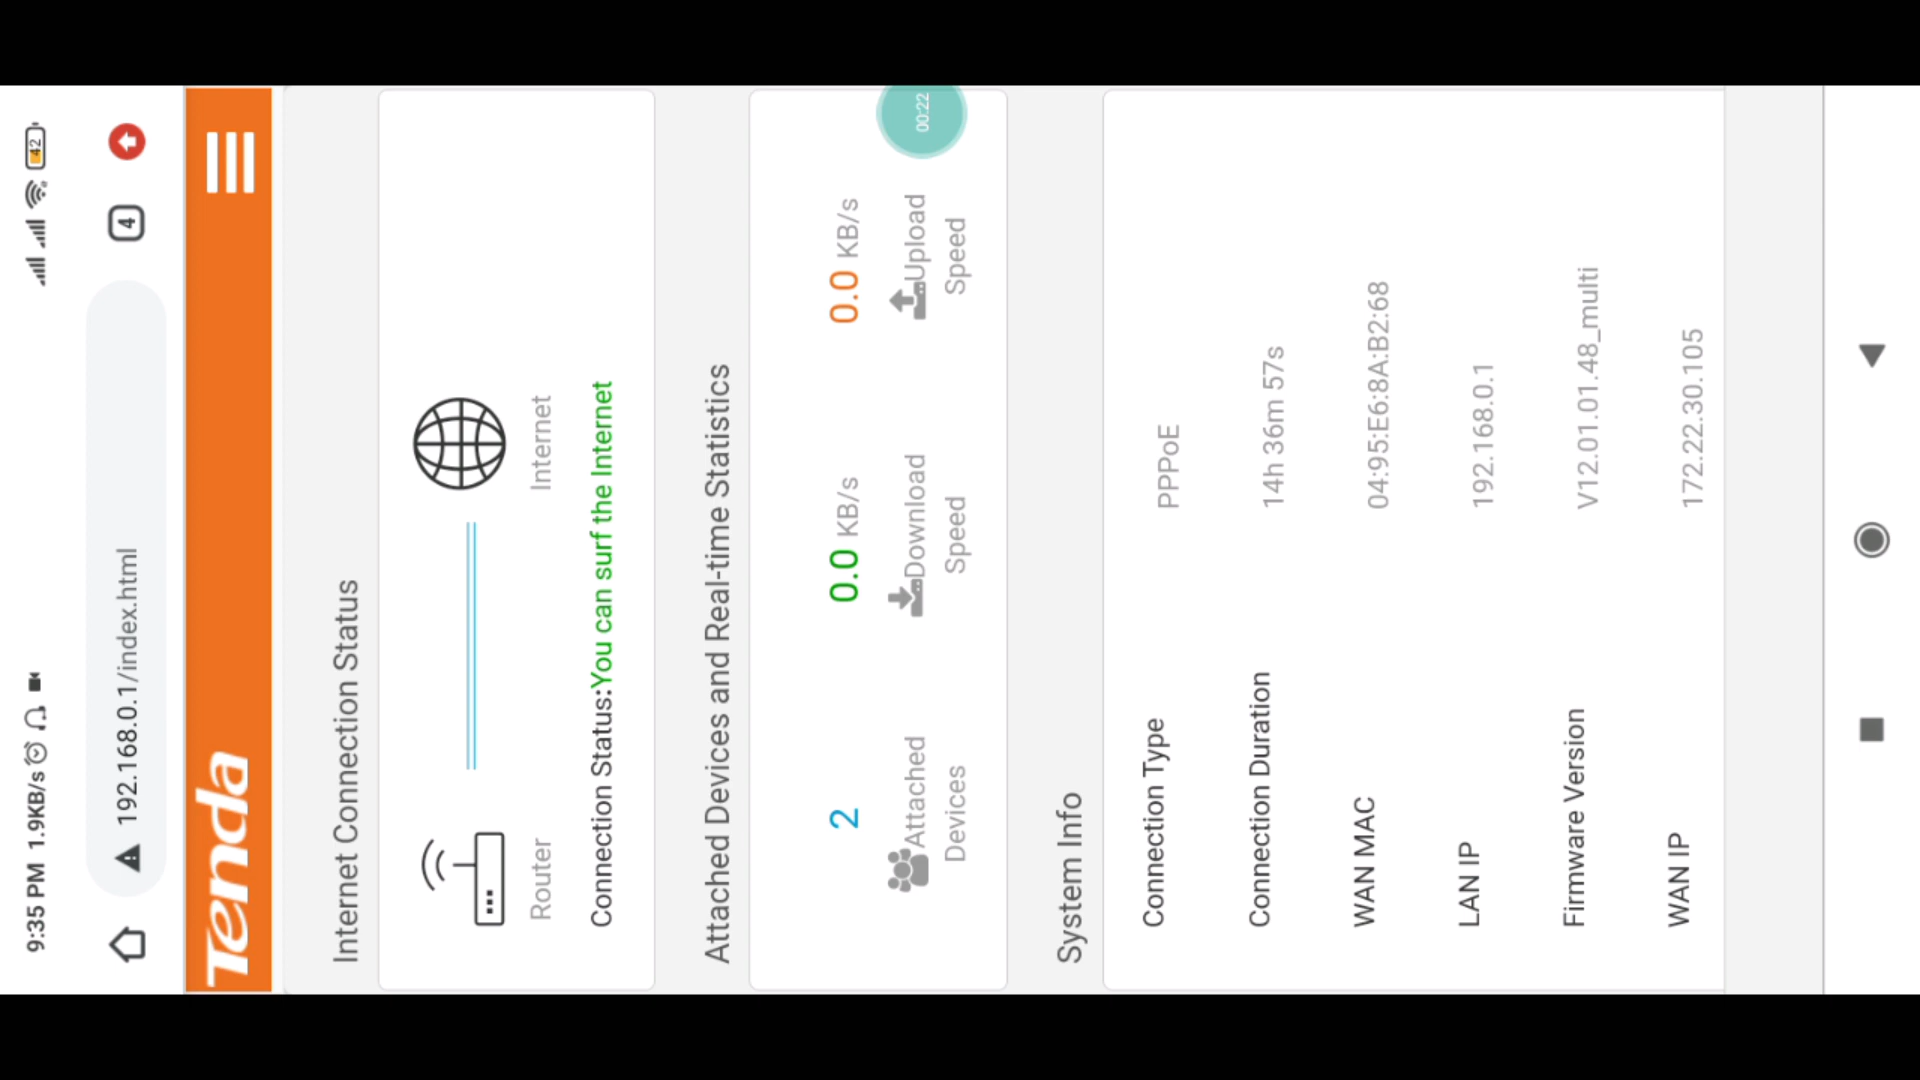 9:35 PM 1.9KB/s 42
192.168.0.1/index.html 4
Tenda
Internet Connection Status
Router Internet
Connection Status:You can surf the Internet
Attached Devices and Real-time Statistics
2 0.0 KB/s 0.0 KB/s
Attached Devices Download Speed Upload Speed
00:22
System Info
Connection Type PPPoE
Connection Duration 14h 36m 57s
WAN MAC 04:95:E6:8A:B2:68
LAN IP 192.168.0.1
Firmware Version V12.01.01.48_multi
WAN IP 172.22.30.105